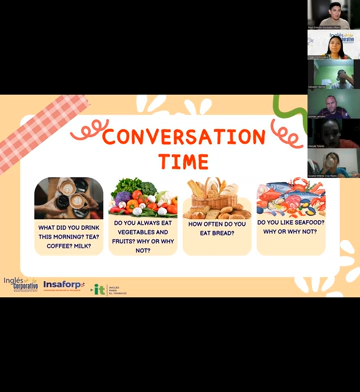 CONVERSATION
TIME
WHAT DID YOU DRINK
THIS MORNING? TEA?
COFFEE? MILK?
DO YOU ALWAYS EAT
VEGETABLES AND
FRUITS? WHY OR WHY
NOT?
HOW OFTEN DO YOU
EAT BREAD?
DO YOU LIKE SEAFOOD?
WHY OR WHY NOT?
Inglés
Corporativo
Insaforp
it